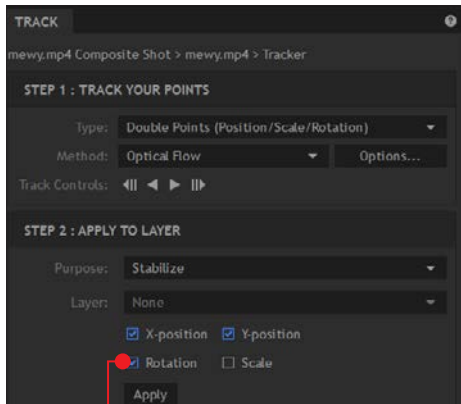 TRACK
mewy.mp4 Composite Shot > mewy.mp4 > Tracker
STEP 1 : TRACK YOUR POINTS
Type: Double Points (Position/Scale/Rotation)
Method: Optical Flow Options...
Track Controls:
STEP 2 : APPLY TO LAYER
Purpose: Stabilize
Layer: None
X-position Y-position
Rotation Scale
Apply